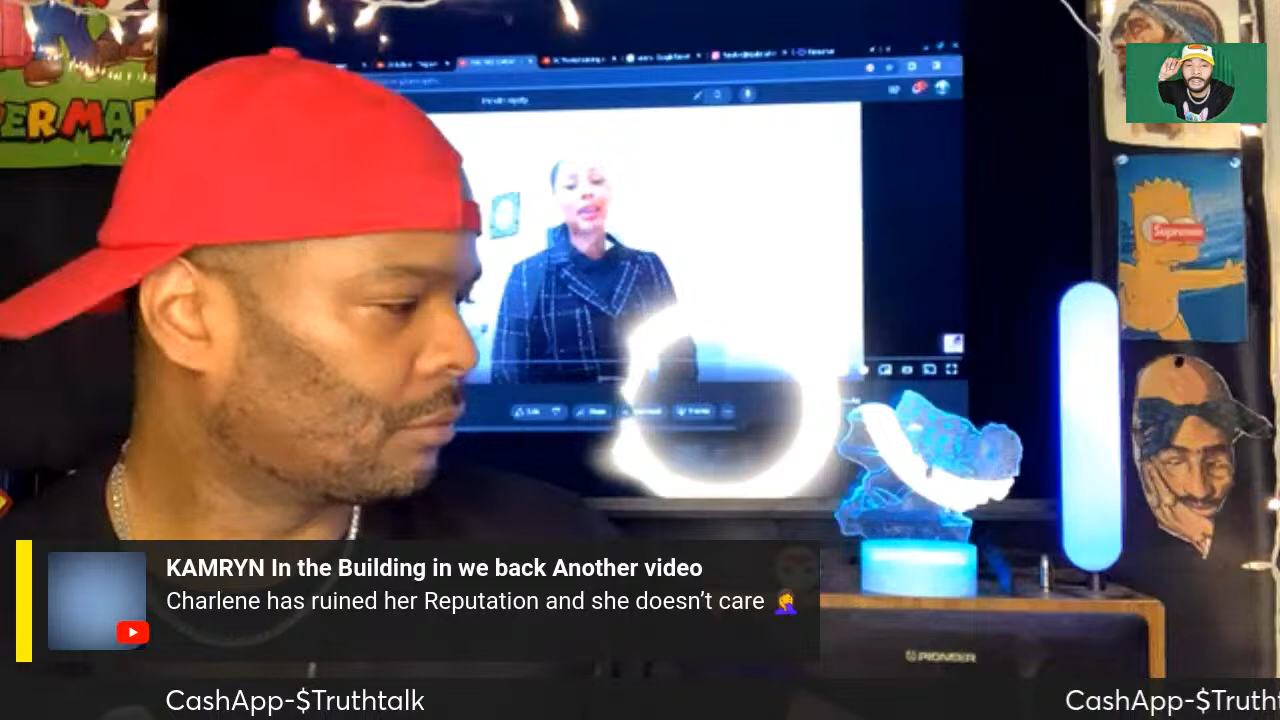 ERMAR
Supreme
KAMRYN In the Building in we back Another video
Charlene has ruined her Reputation and she doesn’t care 🤦‍♀️
PIONEER
CashApp-$Truthtalk
CashApp-$Truth